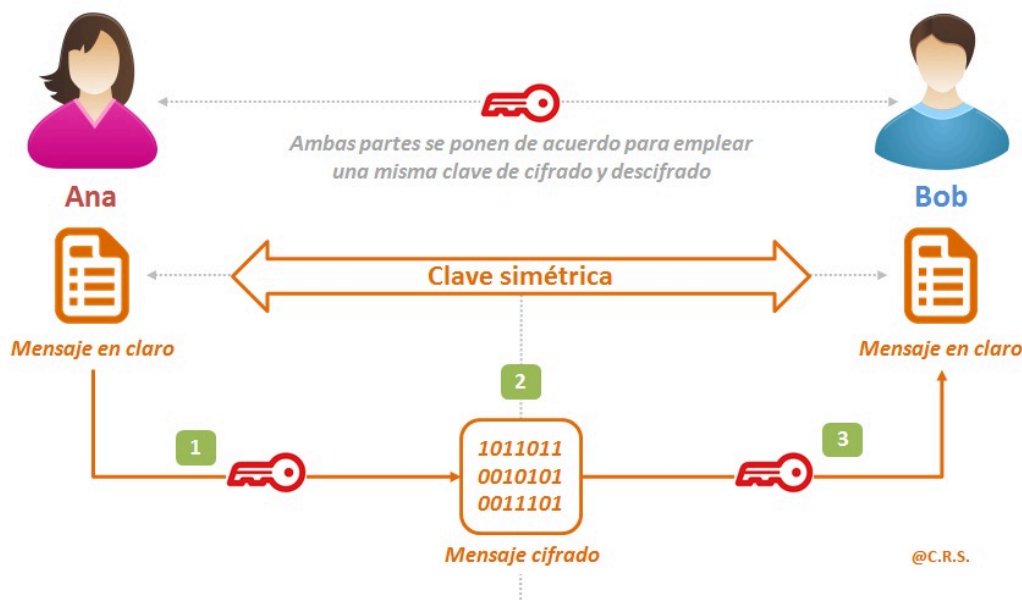 Ambas partes se ponen de acuerdo para emplear
una misma clave de cifrado y descifrado
Ana
Bob
Clave simétrica
Mensaje en claro
Mensaje en claro
2
1
3
1011011
0010101
0011101
Mensaje cifrado
@C.R.S.